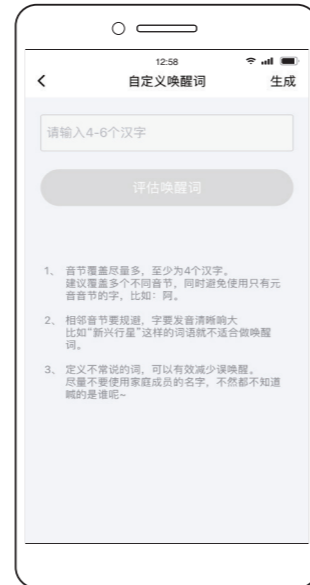 12:58
自定义唤醒词
生成
请输入4-6个汉字
评估唤醒词
1、 音节覆盖尽量多，至少为4个汉字。
建议覆盖多个不同音节，同时避免使用只有元
音音节的字，比如：阿。
2、 相邻音节要规避，字要发音清晰响大
比如“新兴行星”这样的词语就不适合做唤醒
词。
3、 定义不常说的词，可以有效减少误唤醒。
尽量不要使用家庭成员的名字，不然都不知道
喊的是谁呢~